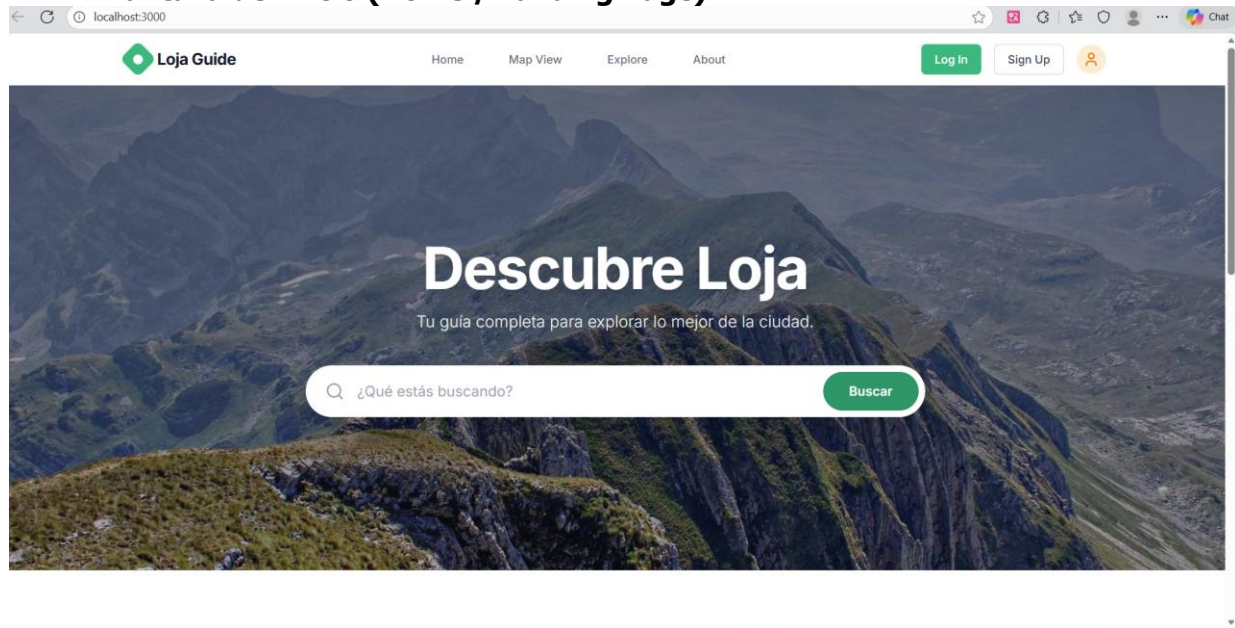 localhost:3000
Chat
Loja Guide
Home Map View Explore About
Log In Sign Up
Descubre Loja
Tu guía completa para explorar lo mejor de la ciudad.
¿Qué estás buscando?
Buscar